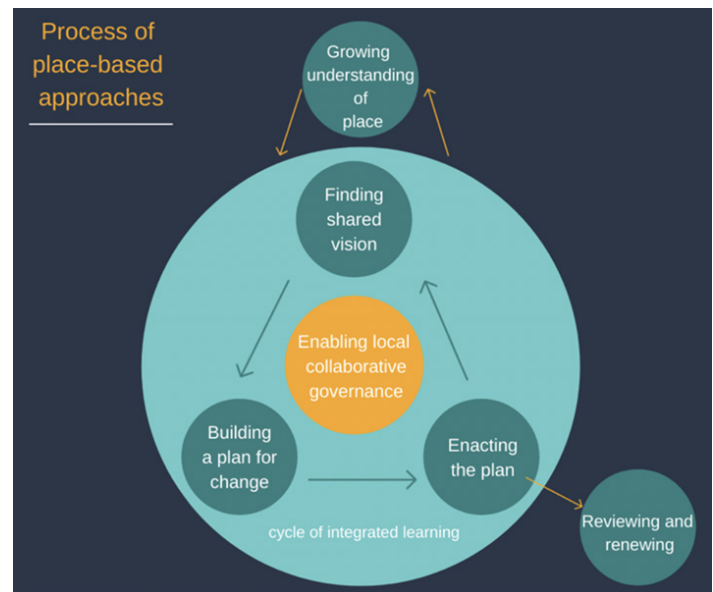 Process of
place-based
approaches
Growing
understanding
of
place
Finding
shared
vision
Enabling local
collaborative
governance
Building
a plan for
change
Enacting
the plan
cycle of integrated learning
Reviewing and
renewing